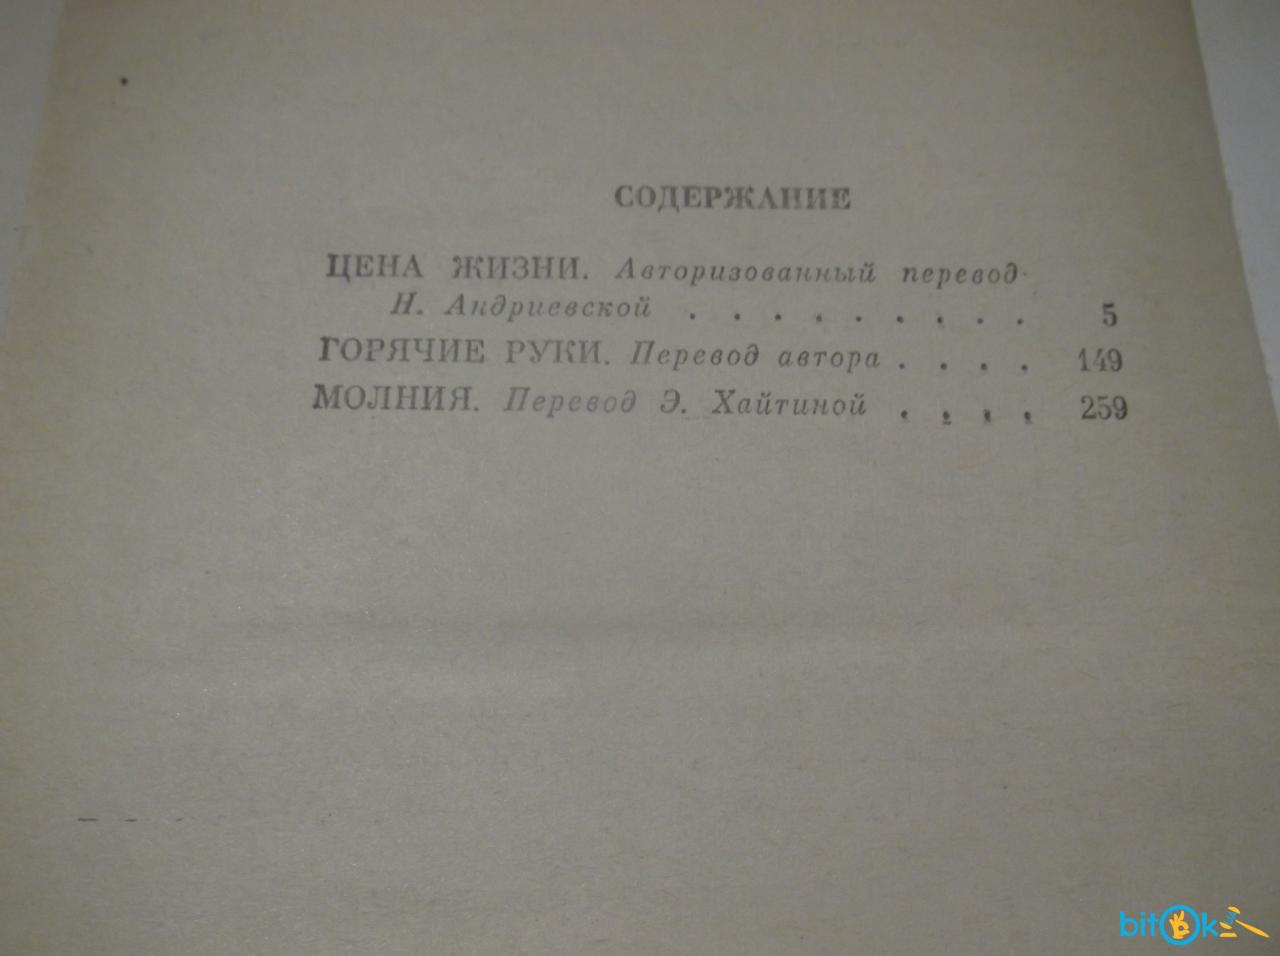 СОДЕРЖАНИЕ
ЦЕНА ЖИЗНИ. Авторизованный перевод
Н. Андриевской . . . . . . . . . 5
ГОРЯЧИЕ РУКИ. Перевод автора . . . . 149
МОЛНИЯ. Перевод Э. Хайтиной . . . . 259
bitok